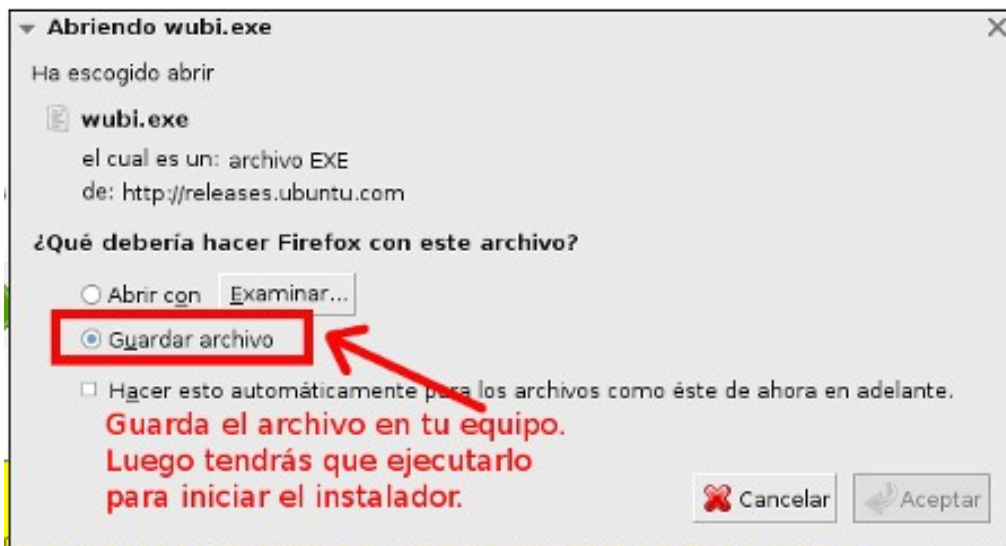 Abriendo wubi.exe
Ha escogido abrir
wubi.exe
el cual es un: archivo EXE
de: http://releases.ubuntu.com
¿Qué debería hacer Firefox con este archivo?
Abrir con Examinar...
Guardar archivo
Hacer esto automáticamente para los archivos como éste de ahora en adelante.
Guarda el archivo en tu equipo.
Luego tendrás que ejecutarlo
para iniciar el instalador.
Cancelar Aceptar